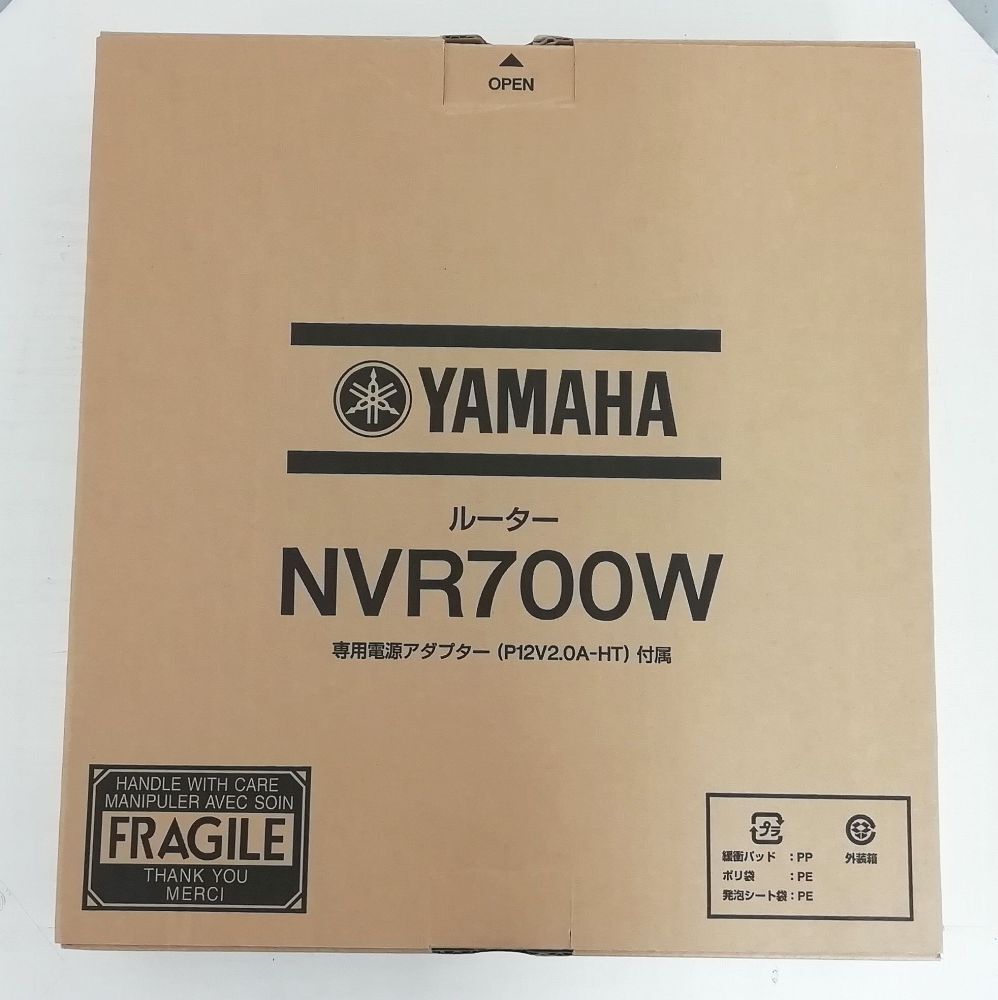 OPEN
YAMAHA
ルーター
NVR700W
専用電源アダプター (P12V2.0A-HT) 付属
HANDLE WITH CARE
MANIPULER AVEC SOIN
FRAGILE
THANK YOU
MERCI
プラ
緩衝パッド : PP
ポリ袋 : PE
発泡シート袋 : PE
外装箱